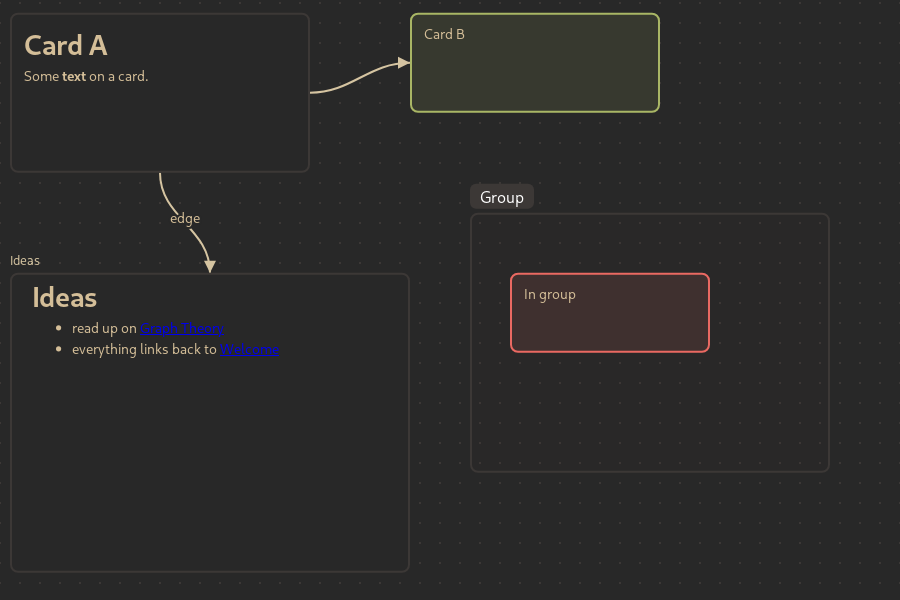 Card A
Some text on a card.
Card B
edge
Group
Ideas
Ideas
read up on Graph Theory
everything links back to Welcome
In group